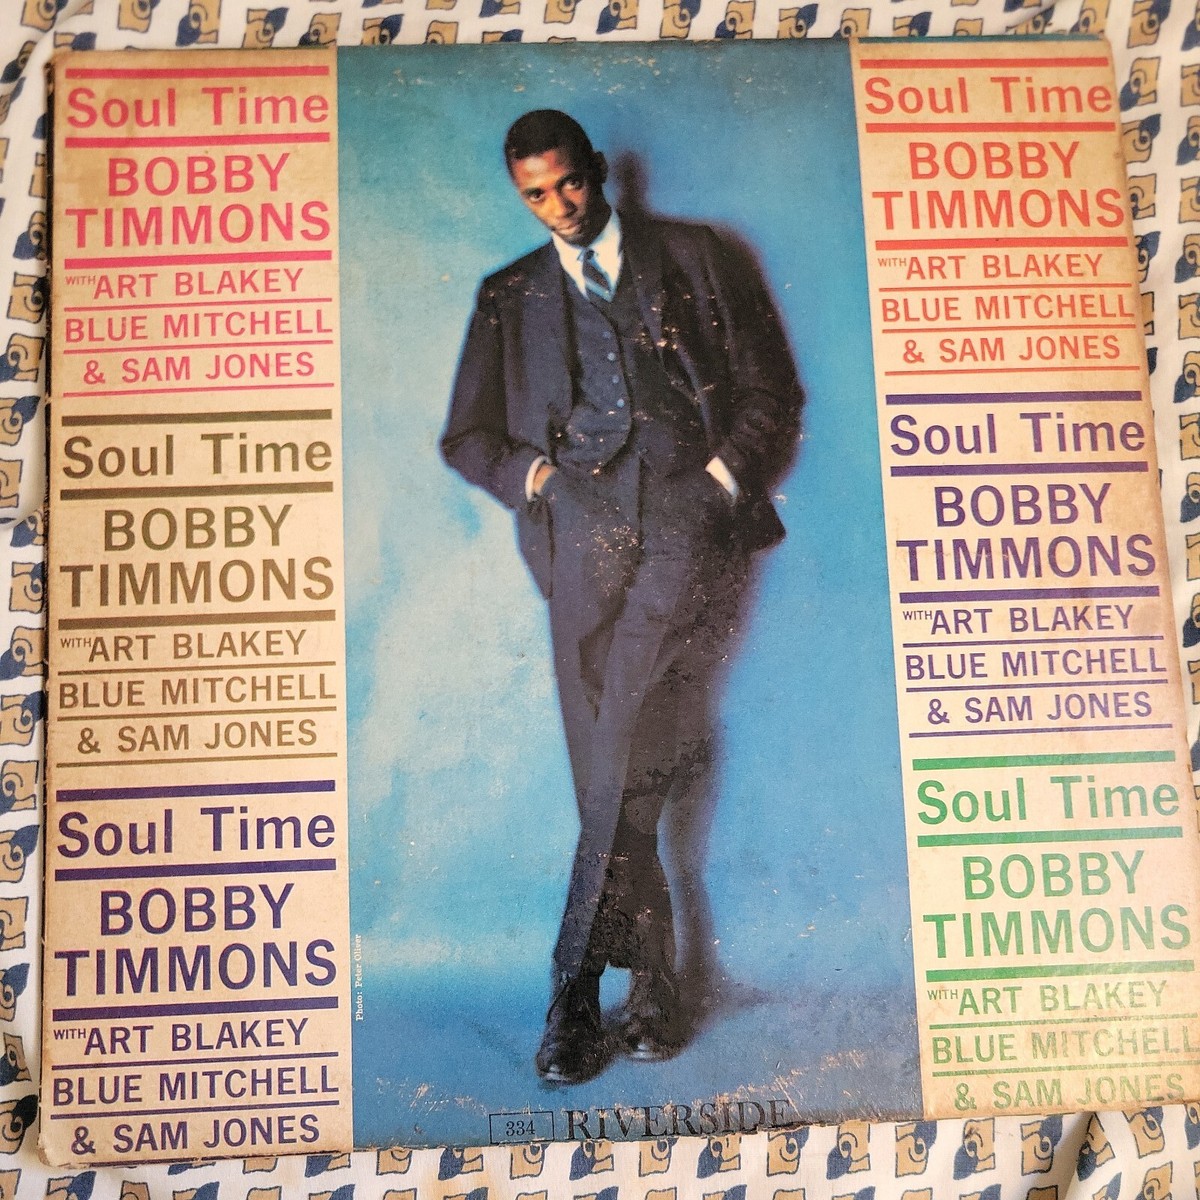 Soul Time
BOBBY
TIMMONS
WITH ART BLAKEY
BLUE MITCHELL
& SAM JONES
Soul Time
BOBBY
TIMMONS
WITH ART BLAKEY
BLUE MITCHELL
& SAM JONES
Soul Time
BOBBY
TIMMONS
WITH ART BLAKEY
BLUE MITCHELL
& SAM JONES
Photo: Peter Oliver
334 RIVERSIDE
Soul Time
BOBBY
TIMMONS
WITH ART BLAKEY
BLUE MITCHELL
& SAM JONES
Soul Time
BOBBY
TIMMONS
WITH ART BLAKEY
BLUE MITCHELL
& SAM JONES
Soul Time
BOBBY
TIMMONS
WITH ART BLAKEY
BLUE MITCHELL
& SAM JONES